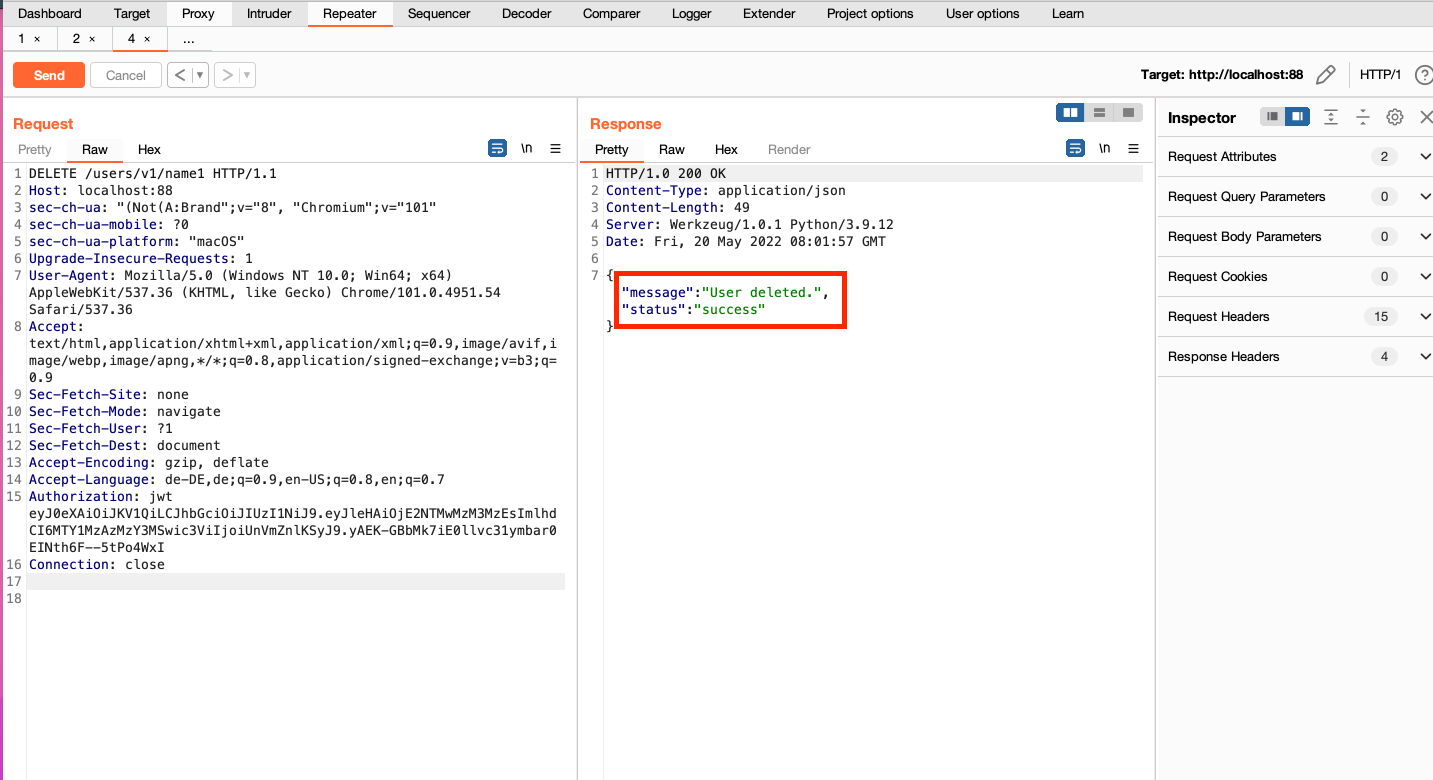 Dashboard Target Proxy Intruder Repeater Sequencer Decoder Comparer Logger Extender Project options User options Learn
1 × 2 × 4 × ...
Send Cancel < > Target: http://localhost:88 HTTP/1 ?
Request
Pretty Raw Hex \n
1 DELETE /users/v1/name1 HTTP/1.1
2 Host: localhost:88
3 sec-ch-ua: "(Not(A:Brand";v="8", "Chromium";v="101"
4 sec-ch-ua-mobile: ?0
5 sec-ch-ua-platform: "macOS"
6 Upgrade-Insecure-Requests: 1
7 User-Agent: Mozilla/5.0 (Windows NT 10.0; Win64; x64)
AppleWebKit/537.36 (KHTML, like Gecko) Chrome/101.0.4951.54
Safari/537.36
8 Accept:
text/html,application/xhtml+xml,application/xml;q=0.9,image/avif,i
mage/webp,image/apng,*/*;q=0.8,application/signed-exchange;v=b3;q=
0.9
9 Sec-Fetch-Site: none
10 Sec-Fetch-Mode: navigate
11 Sec-Fetch-User: ?1
12 Sec-Fetch-Dest: document
13 Accept-Encoding: gzip, deflate
14 Accept-Language: de-DE,de;q=0.9,en-US;q=0.8,en;q=0.7
15 Authorization: jwt
eyJ0eXAiOiJKV1QiLCJhbGciOiJIUzI1NiJ9.eyJleHAiOjE2NTMwMzM3MzEsImlhd
CI6MTY1MzAzMzY3MSwic3ViIjoiUnVmZnlKSyJ9.yAEK-GBbMk7iE0llvc31ymbar0
EINth6F--5tPo4WxI
16 Connection: close
17
18
Response
Pretty Raw Hex Render \n
1 HTTP/1.0 200 OK
2 Content-Type: application/json
3 Content-Length: 49
4 Server: Werkzeug/1.0.1 Python/3.9.12
5 Date: Fri, 20 May 2022 08:01:57 GMT
6
7 {
"message":"User deleted.",
"status":"success"
}
Inspector
Request Attributes 2
Request Query Parameters 0
Request Body Parameters 0
Request Cookies 0
Request Headers 15
Response Headers 4